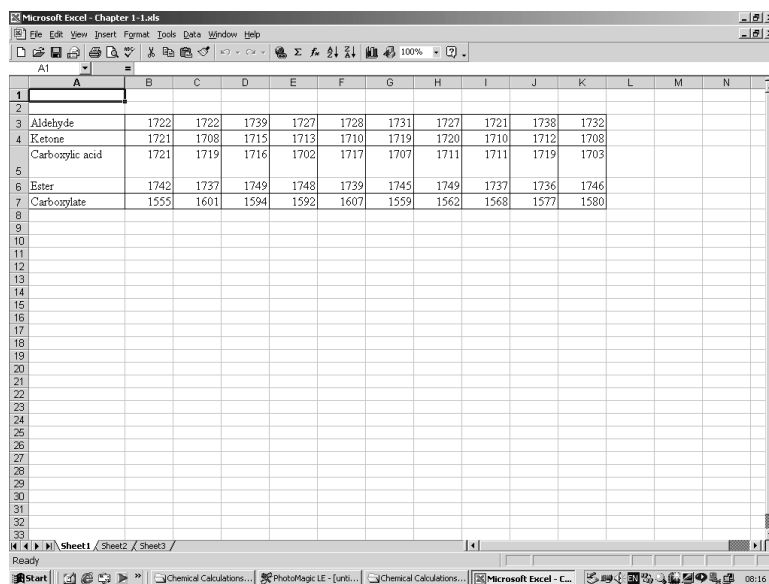 Microsoft Excel - Chapter 1-1.xls
File Edit View Insert Format Tools Data Window Help
100%
A1 =
A B C D E F G H I J K L M N
1
2
3 Aldehyde 1722 1722 1739 1727 1728 1731 1727 1721 1738 1732
4 Ketone 1721 1708 1715 1713 1710 1719 1720 1710 1712 1708
5 Carboxylic acid 1721 1719 1716 1702 1717 1707 1711 1711 1719 1703
6 Ester 1742 1737 1749 1748 1739 1745 1749 1737 1736 1746
7 Carboxylate 1555 1601 1594 1592 1607 1559 1562 1568 1577 1580
8
9
10
11
12
13
14
15
16
17
18
19
20
21
22
23
24
25
26
27
28
29
30
31
32
33
Sheet1 Sheet2 Sheet3
Ready
Start Chemical Calculations... PhotoMagic LE - [unti... Chemical Calculations... Microsoft Excel - C... EN